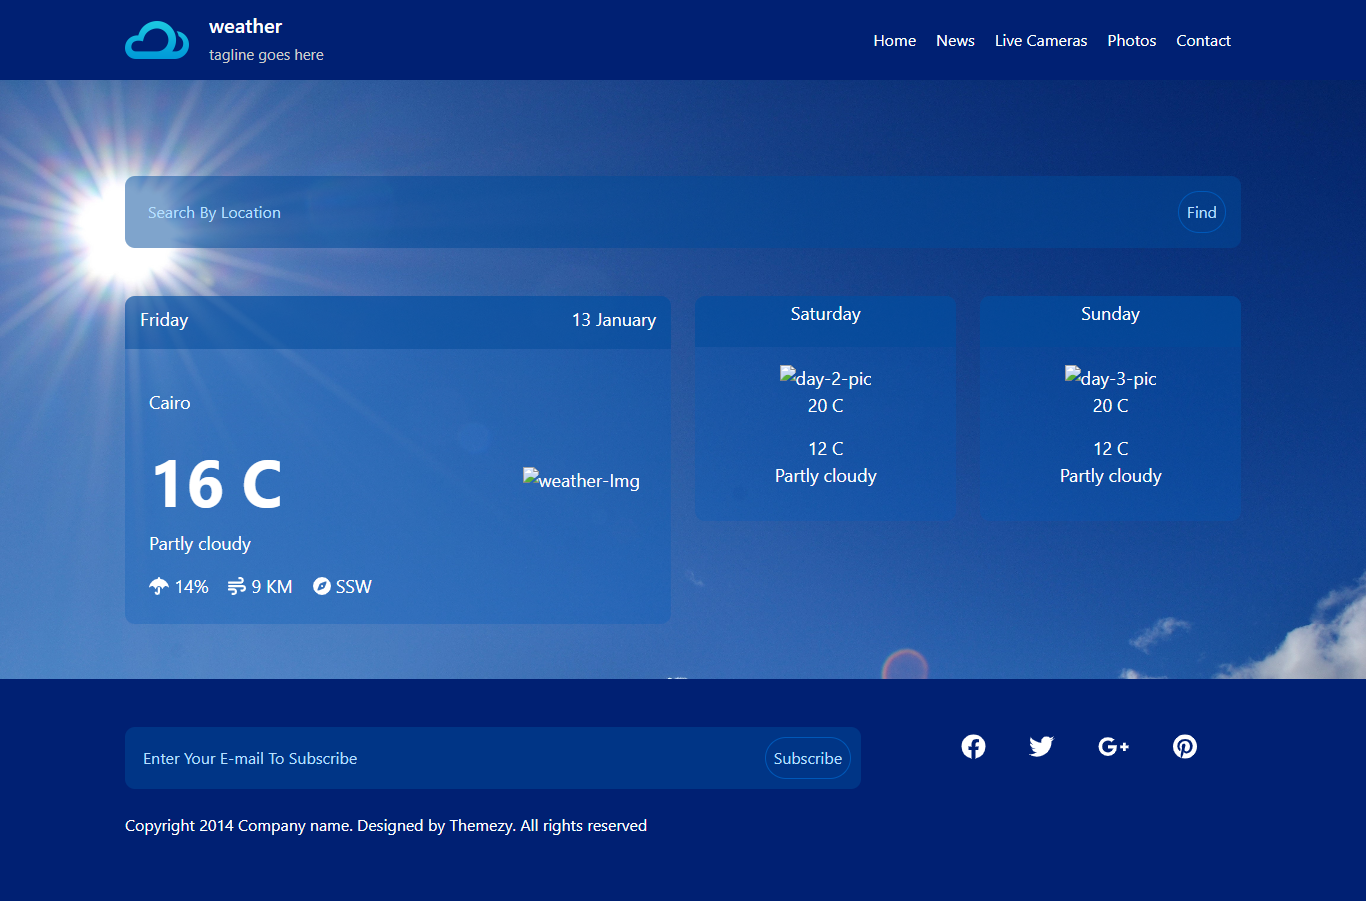 weather
tagline goes here
Home News Live Cameras Photos Contact
Search By Location Find
Friday 13 January
Cairo
16 C
weather-Img
Partly cloudy
14% 9 KM SSW
Saturday
day-2-pic
20 C
12 C
Partly cloudy
Sunday
day-3-pic
20 C
12 C
Partly cloudy
Enter Your E-mail To Subscribe Subscribe
Copyright 2014 Company name. Designed by Themezy. All rights reserved